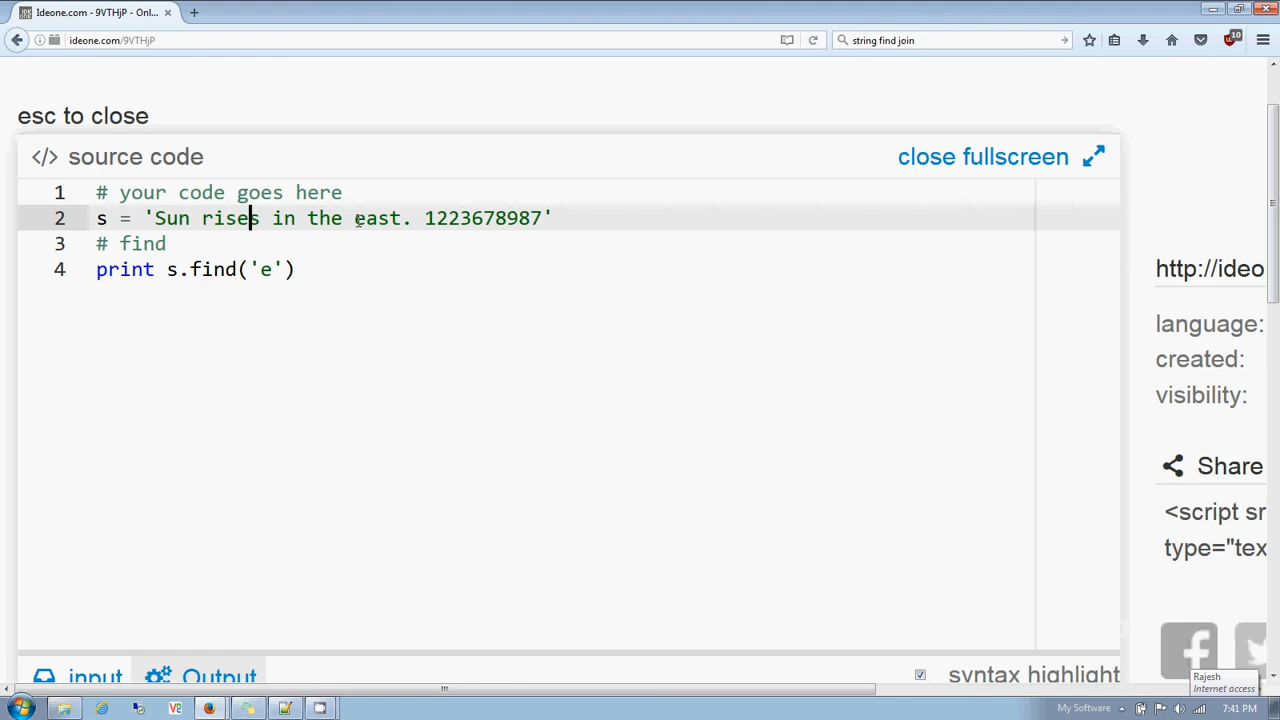 Ideone.com - 9VTHjP - Onl...
ideone.com/9VTHjP
string find join
10
esc to close
</> source code
close fullscreen
1 # your code goes here
2 s = 'Sun rises in the east. 1223678987'
3 # find
4 print s.find('e')
http://ideo
language:
created:
visibility:
Share
<script sr
type="tex
input
Output
syntax highlight
Rajesh
Internet access
My Software
7:41 PM